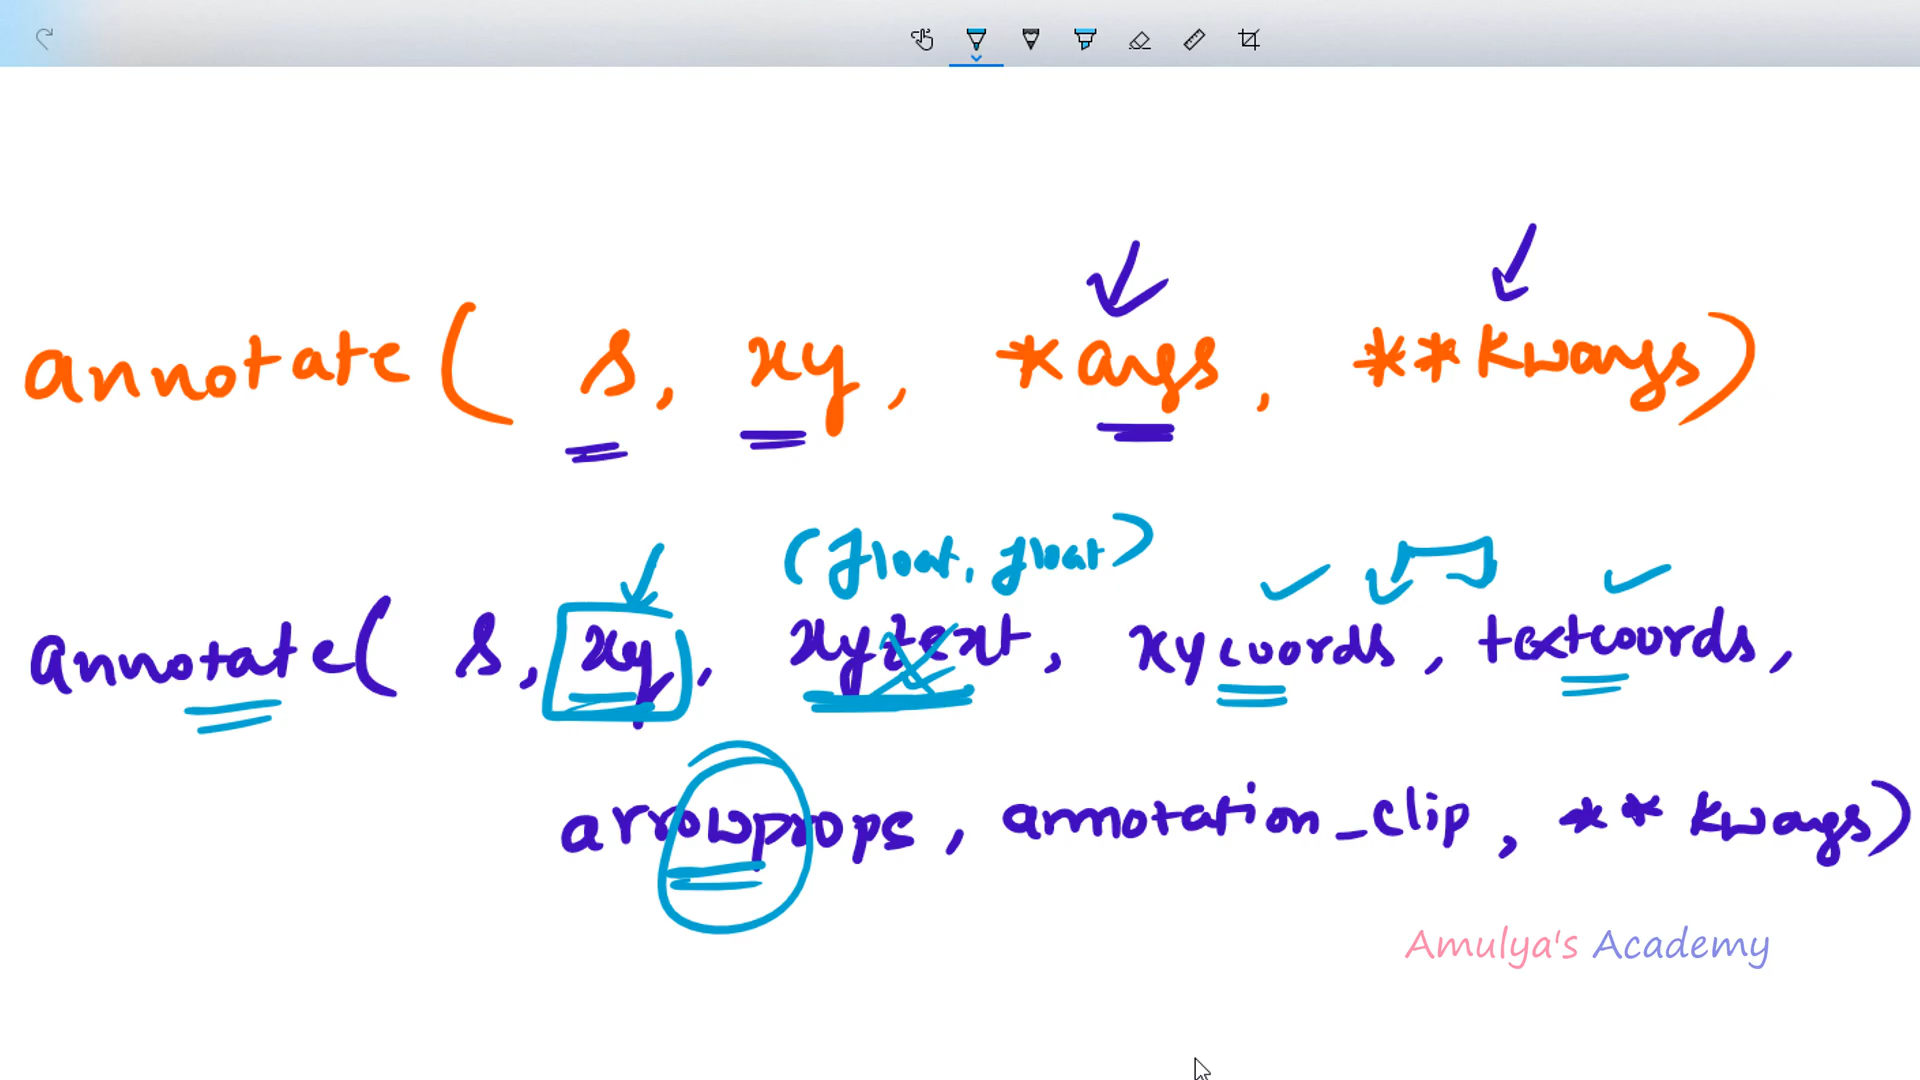 annotate( s, xy, *args, **kwargs)
(float, float)
annotate( s, xy, xytext, xycoords, textcoords,
arrowprops, annotation_clip, ** kwargs)
Amulya's Academy